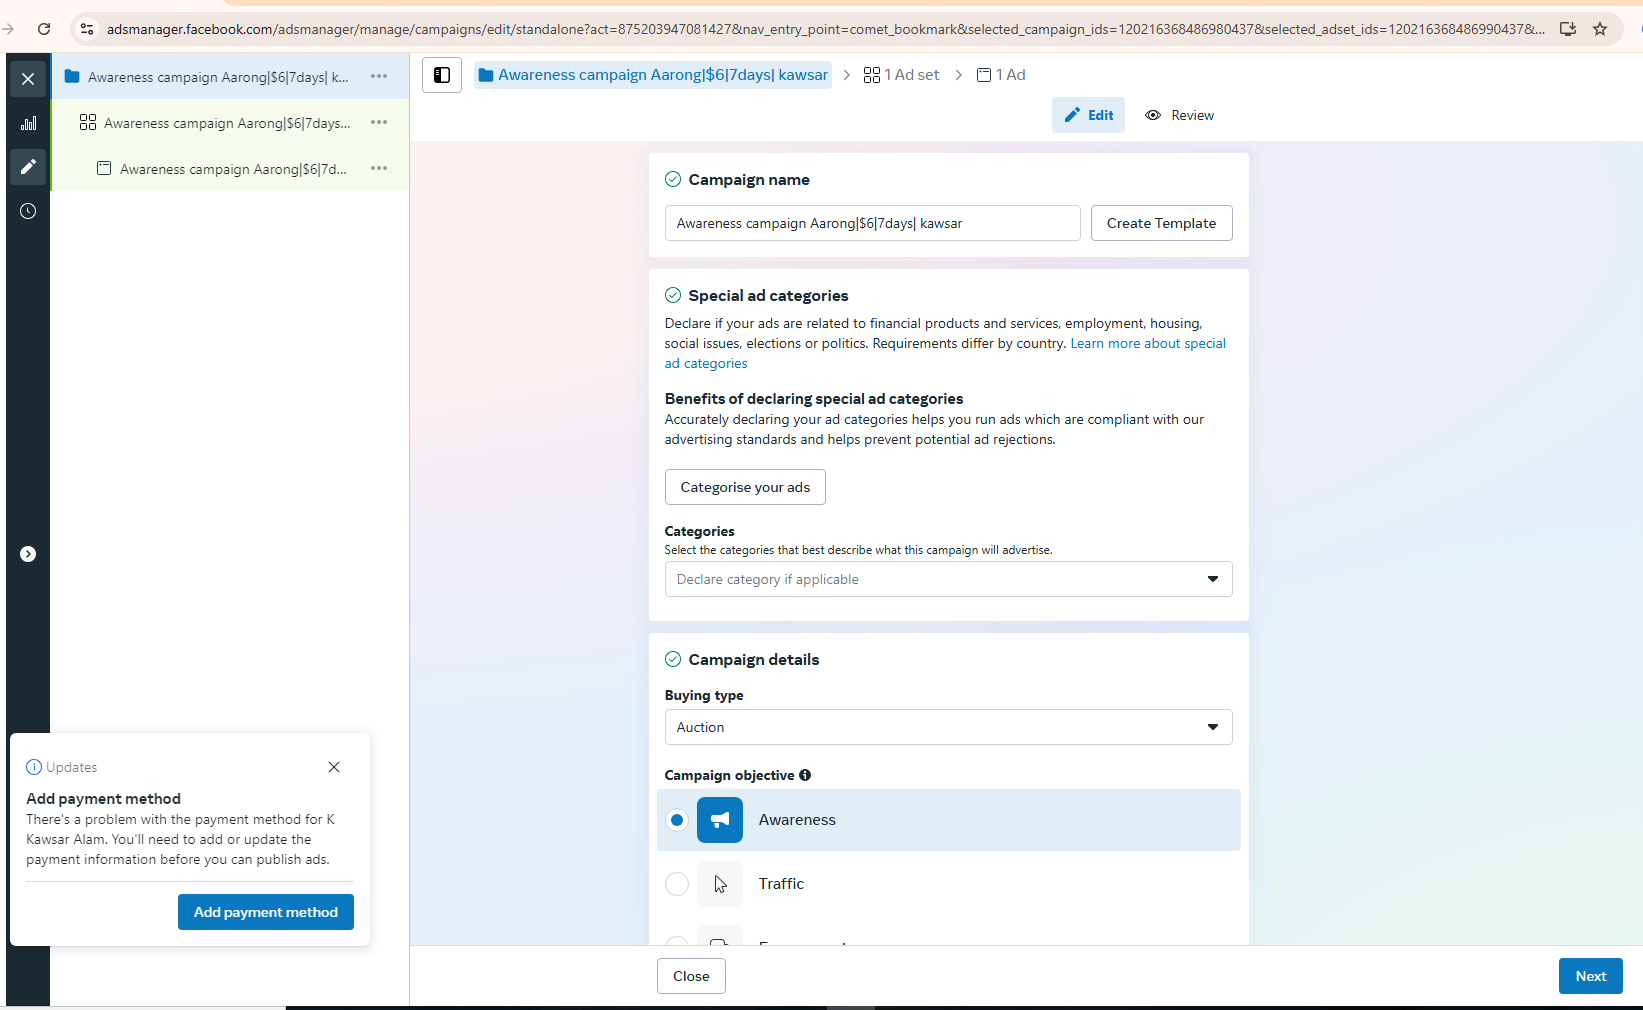 adsmanager.facebook.com/adsmanager/manage/campaigns/edit/standalone?act=875203947081427&nav_entry_point=comet_bookmark&selected_campaign_ids=120216368486980437&selected_adset_ids=120216368486990437&...
Awareness campaign Aarong|$6|7days| k...
Awareness campaign Aarong|$6|7days...
Awareness campaign Aarong|$6|7d...
Awareness campaign Aarong|$6|7days| kawsar
1 Ad set
1 Ad
Edit
Review
Campaign name
Awareness campaign Aarong|$6|7days| kawsar
Create Template
Special ad categories
Declare if your ads are related to financial products and services, employment, housing,
social issues, elections or politics. Requirements differ by country. Learn more about special
ad categories
Benefits of declaring special ad categories
Accurately declaring your ad categories helps you run ads which are compliant with our
advertising standards and helps prevent potential ad rejections.
Categorise your ads
Categories
Select the categories that best describe what this campaign will advertise.
Declare category if applicable
Campaign details
Buying type
Auction
Campaign objective
Awareness
Traffic
Updates
Add payment method
There's a problem with the payment method for K
Kawsar Alam. You'll need to add or update the
payment information before you can publish ads.
Add payment method
Close
Next